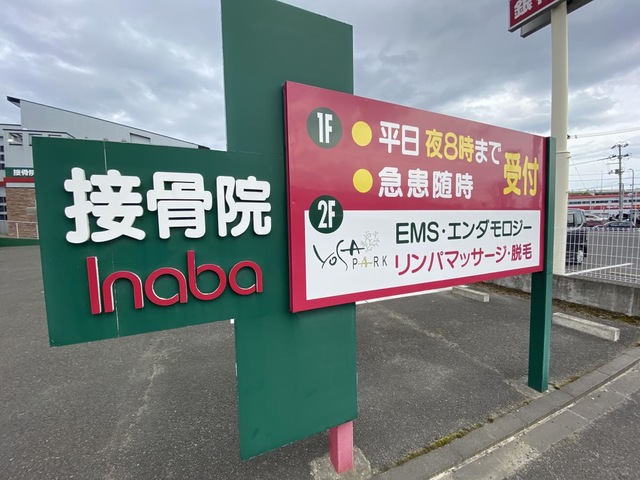 接骨院
Inaba
1F
平日 夜8時まで
急患随時
受付
2F
YOSA
PARK
EMS・エンダモロジー
リンパマッサージ・脱毛